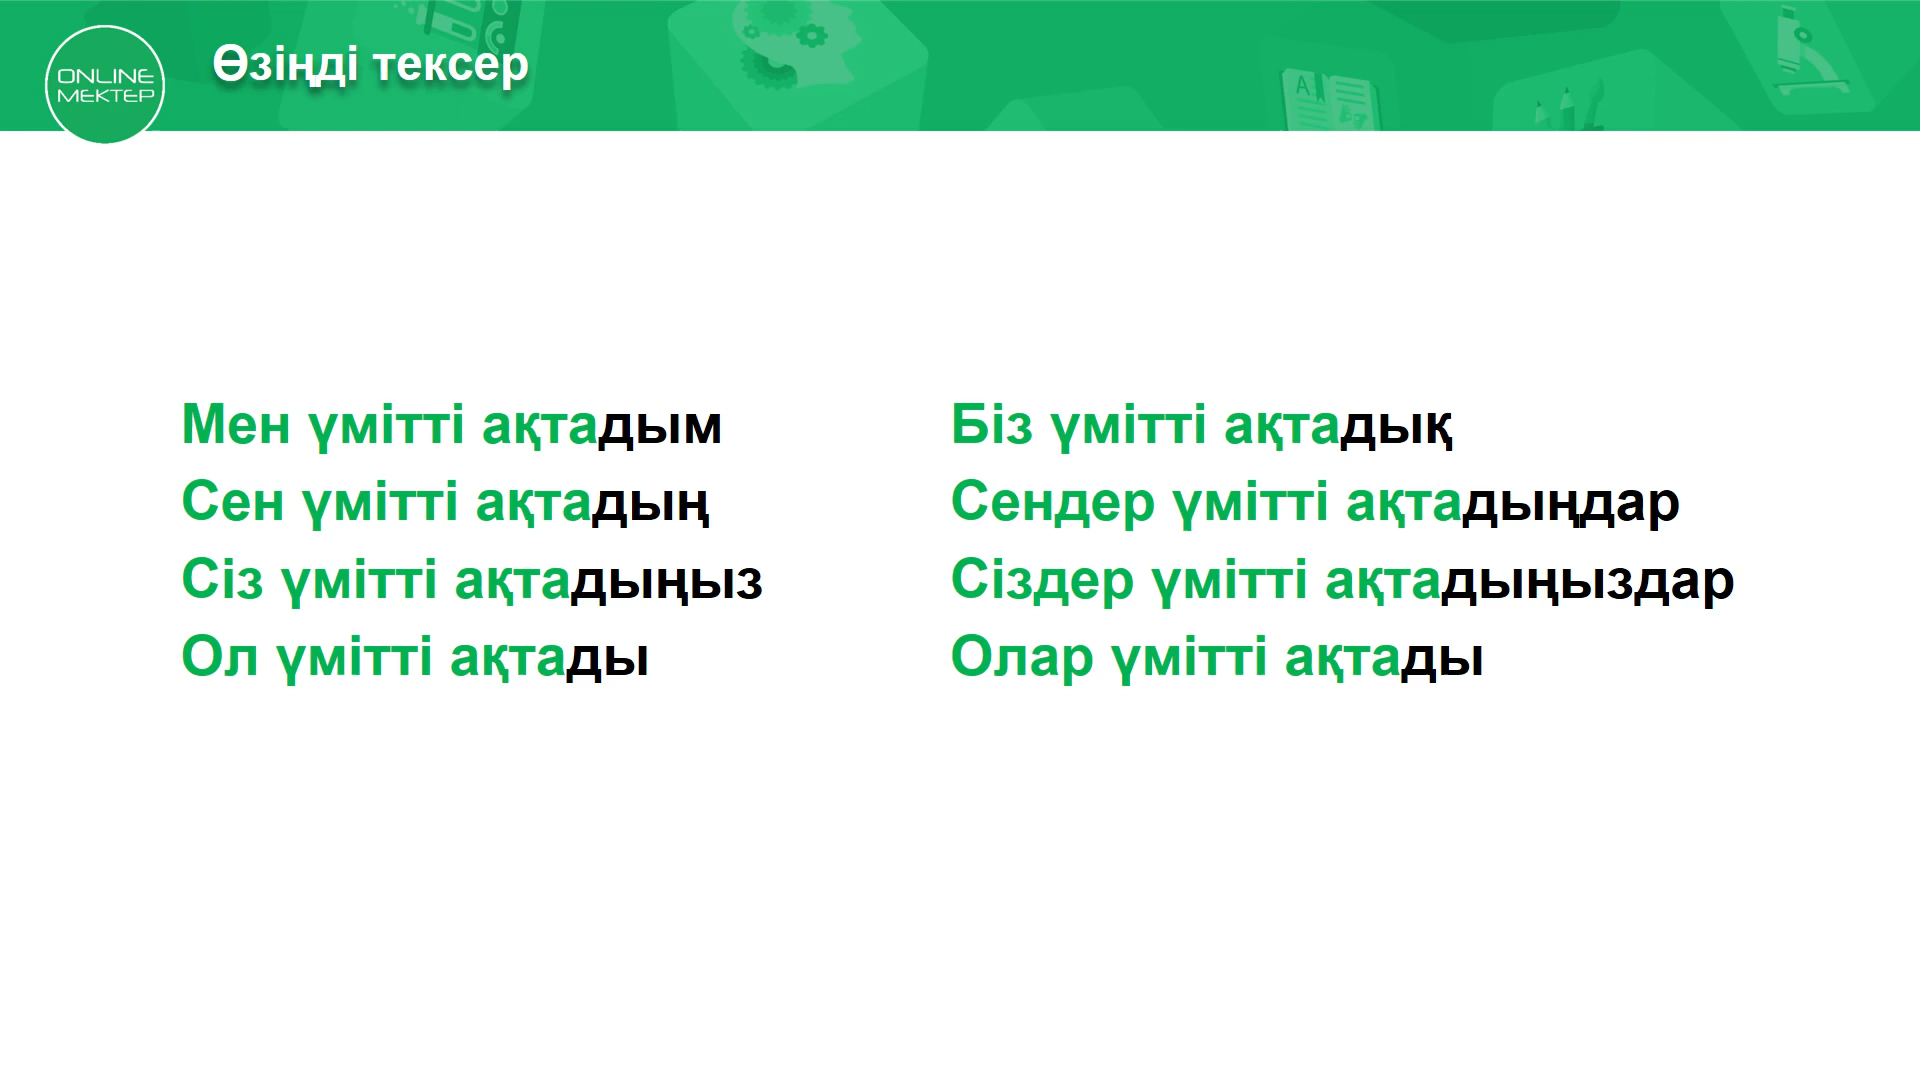 ONLINE
MEKTEP
Өзіңді тексер
Мен үмітті ақтадым
Сен үмітті ақтадың
Сіз үмітті ақтадыңыз
Ол үмітті ақтады
Біз үмітті ақтадық
Сендер үмітті ақтадыңдар
Сіздер үмітті ақтадыңыздар
Олар үмітті ақтады